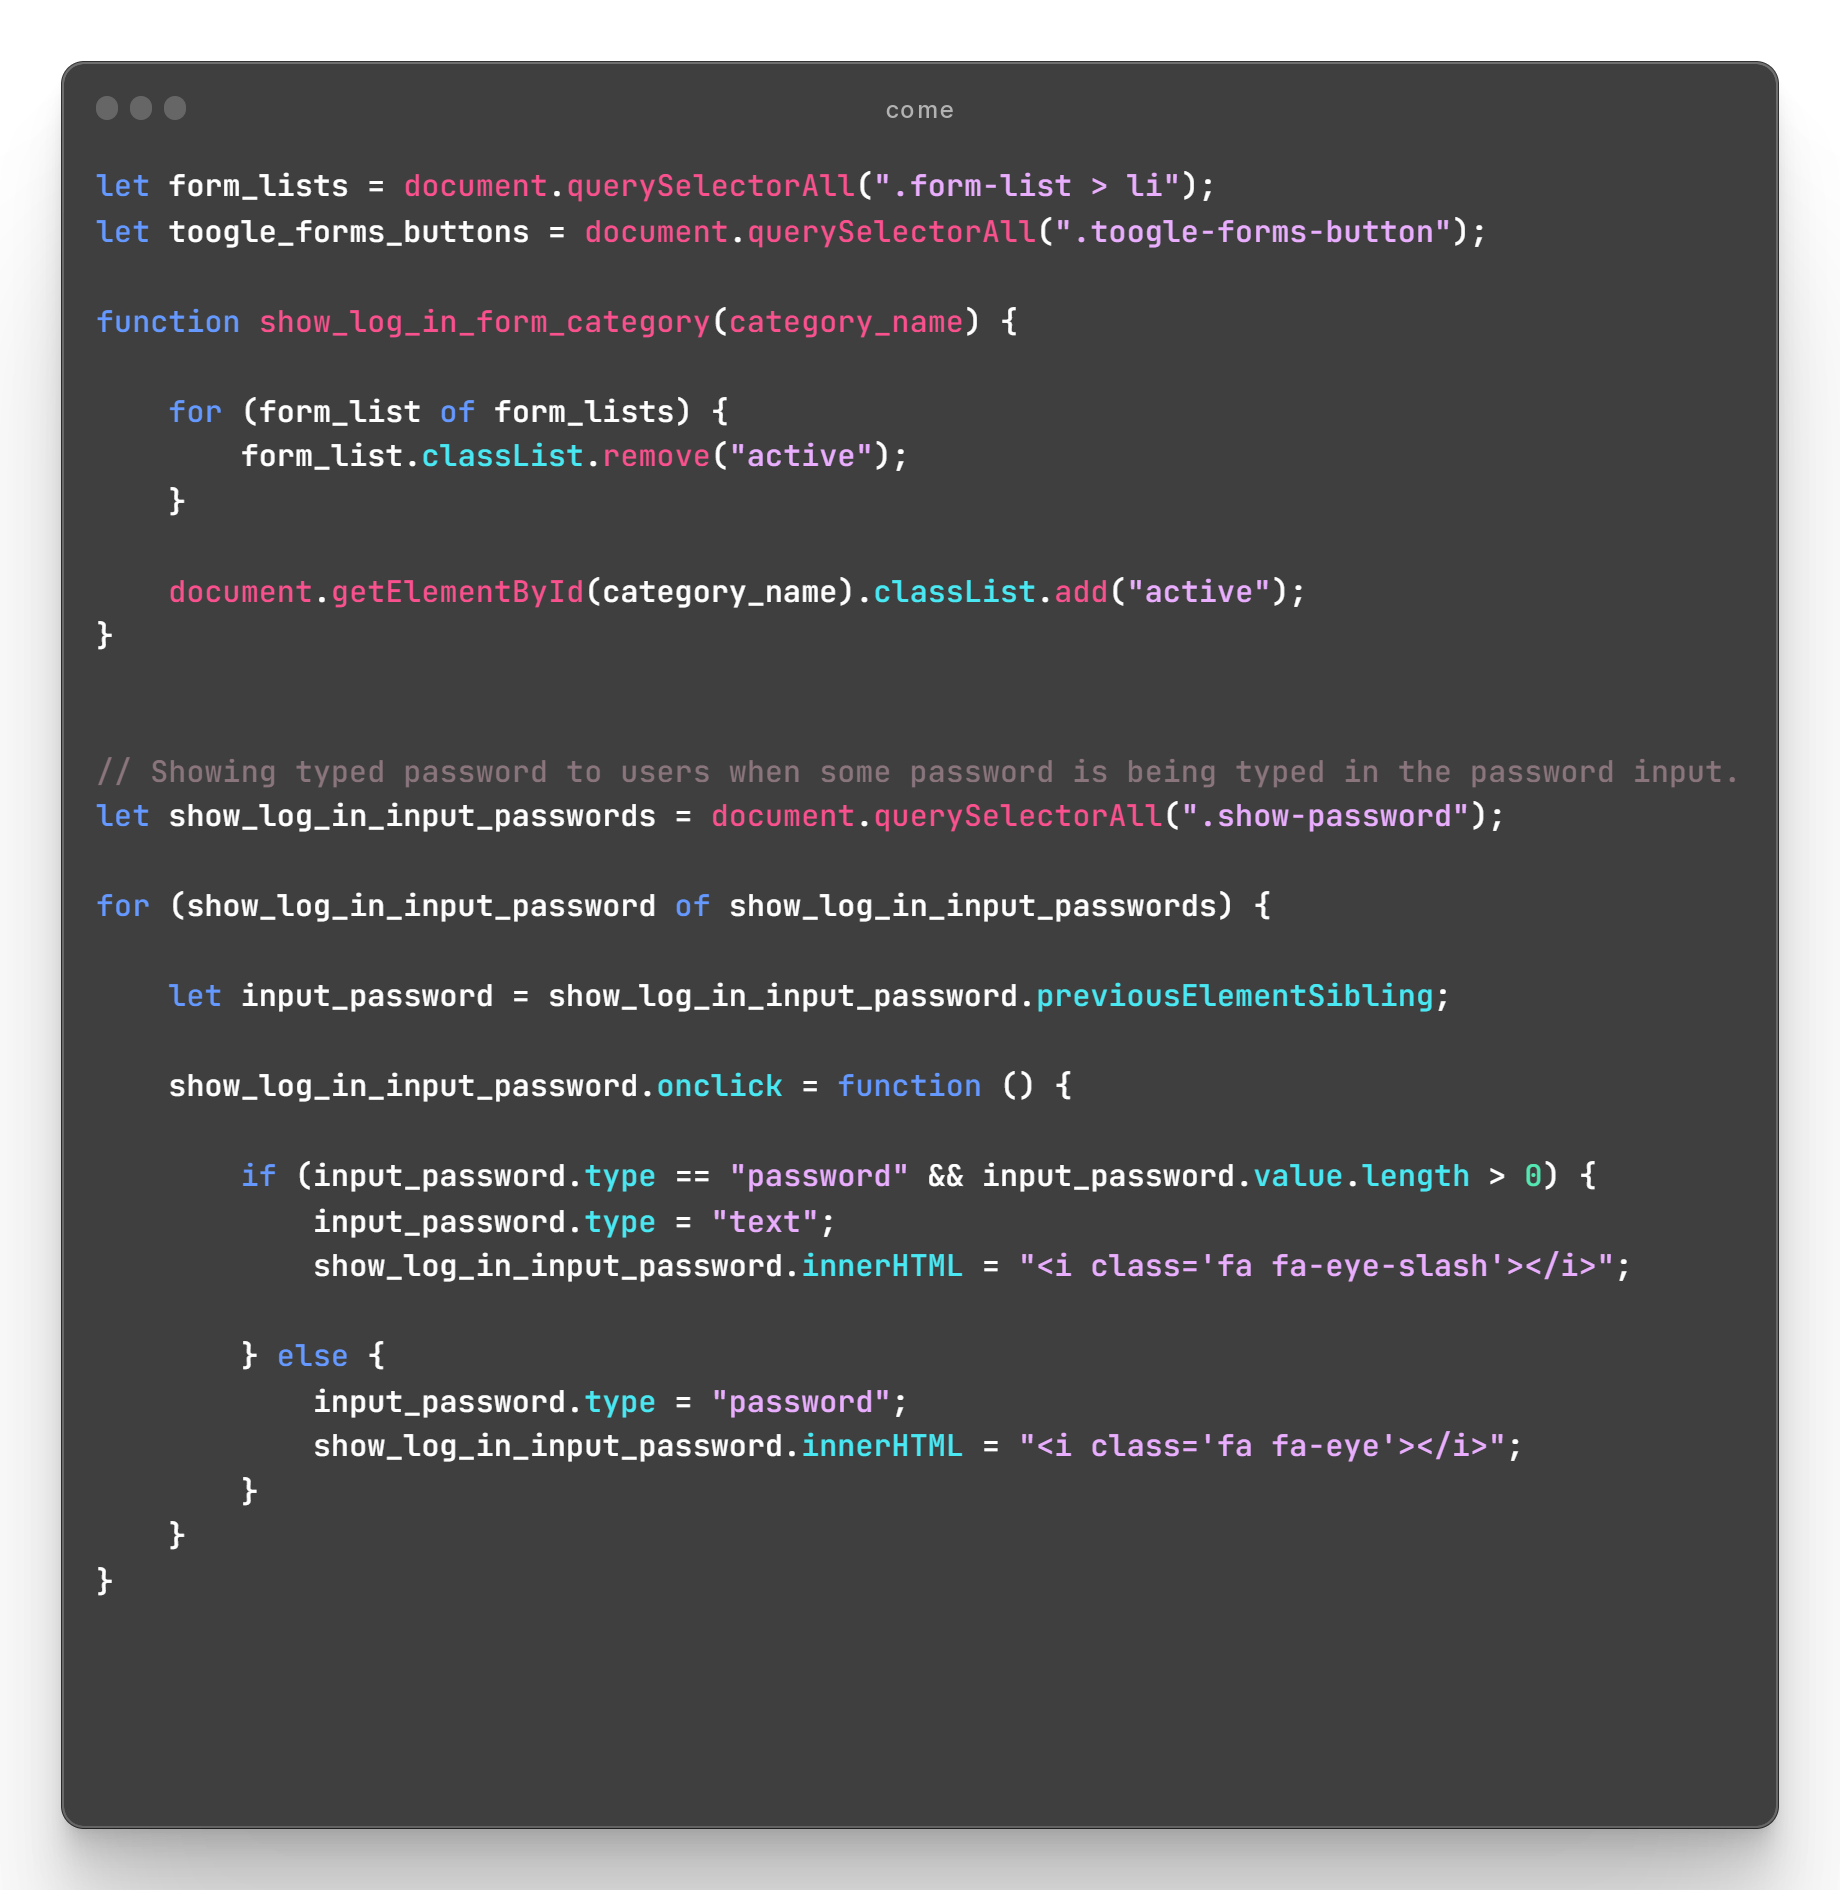 come
let form_lists = document.querySelectorAll(".form-list > li");
let toogle_forms_buttons = document.querySelectorAll(".toogle-forms-button");
function show_log_in_form_category(category_name) {
    for (form_list of form_lists) {
        form_list.classList.remove("active");
    }
    document.getElementById(category_name).classList.add("active");
}
// Showing typed password to users when some password is being typed in the password input.
let show_log_in_input_passwords = document.querySelectorAll(".show-password");
for (show_log_in_input_password of show_log_in_input_passwords) {
    let input_password = show_log_in_input_password.previousElementSibling;
    show_log_in_input_password.onclick = function () {
        if (input_password.type == "password" && input_password.value.length > 0) {
            input_password.type = "text";
            show_log_in_input_password.innerHTML = "<i class='fa fa-eye-slash'></i>";
        } else {
            input_password.type = "password";
            show_log_in_input_password.innerHTML = "<i class='fa fa-eye'></i>";
        }
    }
}